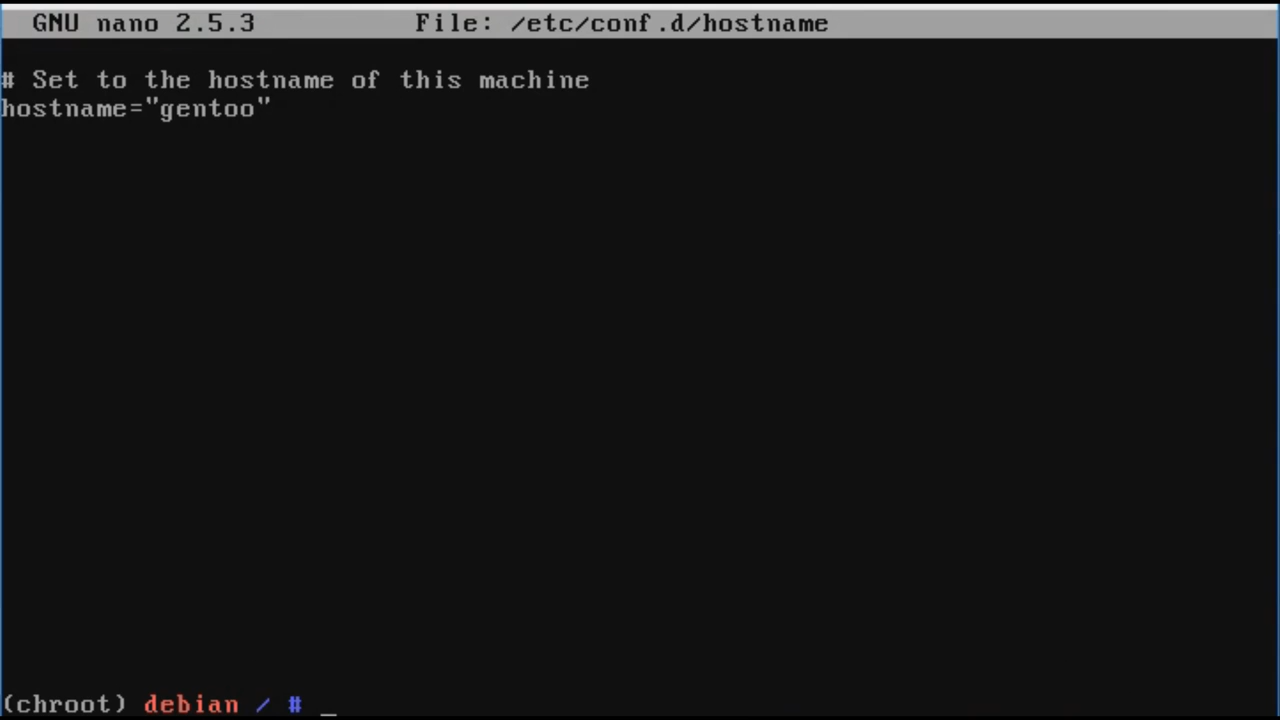 GNU nano 2.5.3 File: /etc/conf.d/hostname
# Set to the hostname of this machine
hostname="gentoo"
(chroot) debian / # _